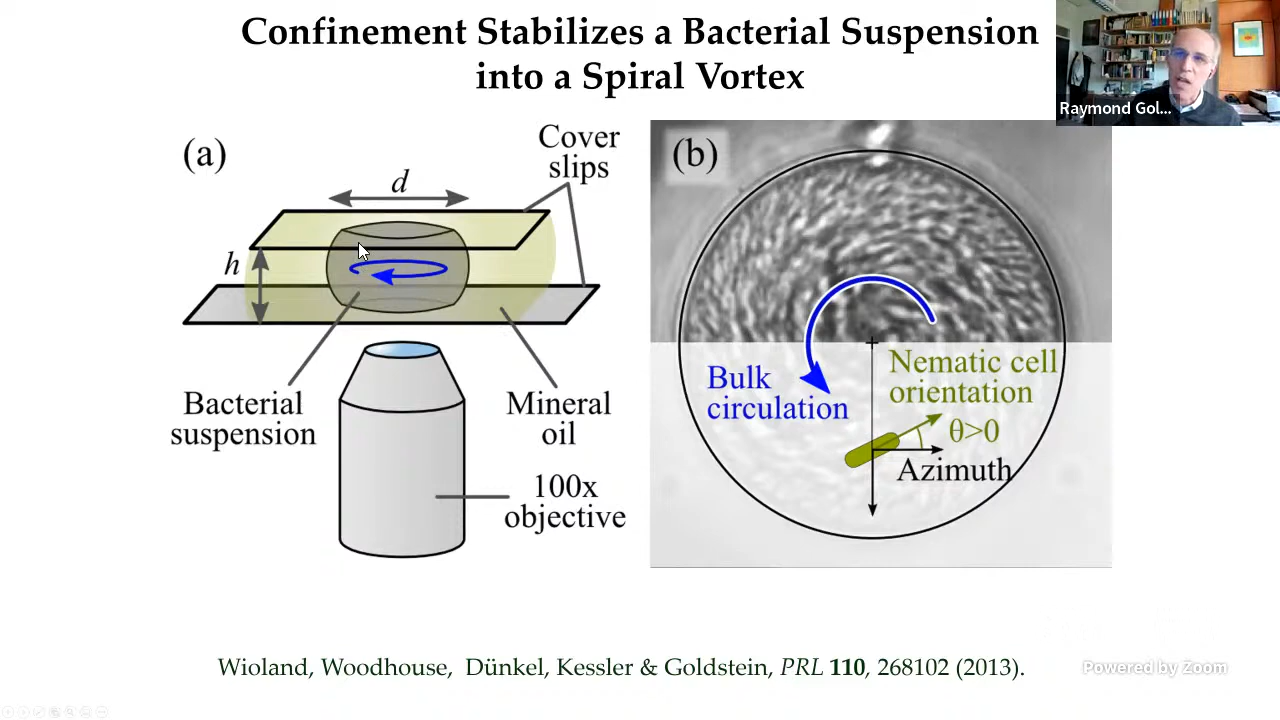 Confinement Stabilizes a Bacterial Suspension
into a Spiral Vortex
Raymond Gol...
(a)
Cover
slips
d
h
Bacterial
suspension
Mineral
oil
100x
objective
(b)
Bulk
circulation
Nematic cell
orientation
θ>0
Azimuth
Wioland, Woodhouse, Dünkel, Kessler & Goldstein, PRL 110, 268102 (2013).
Powered by Zoom